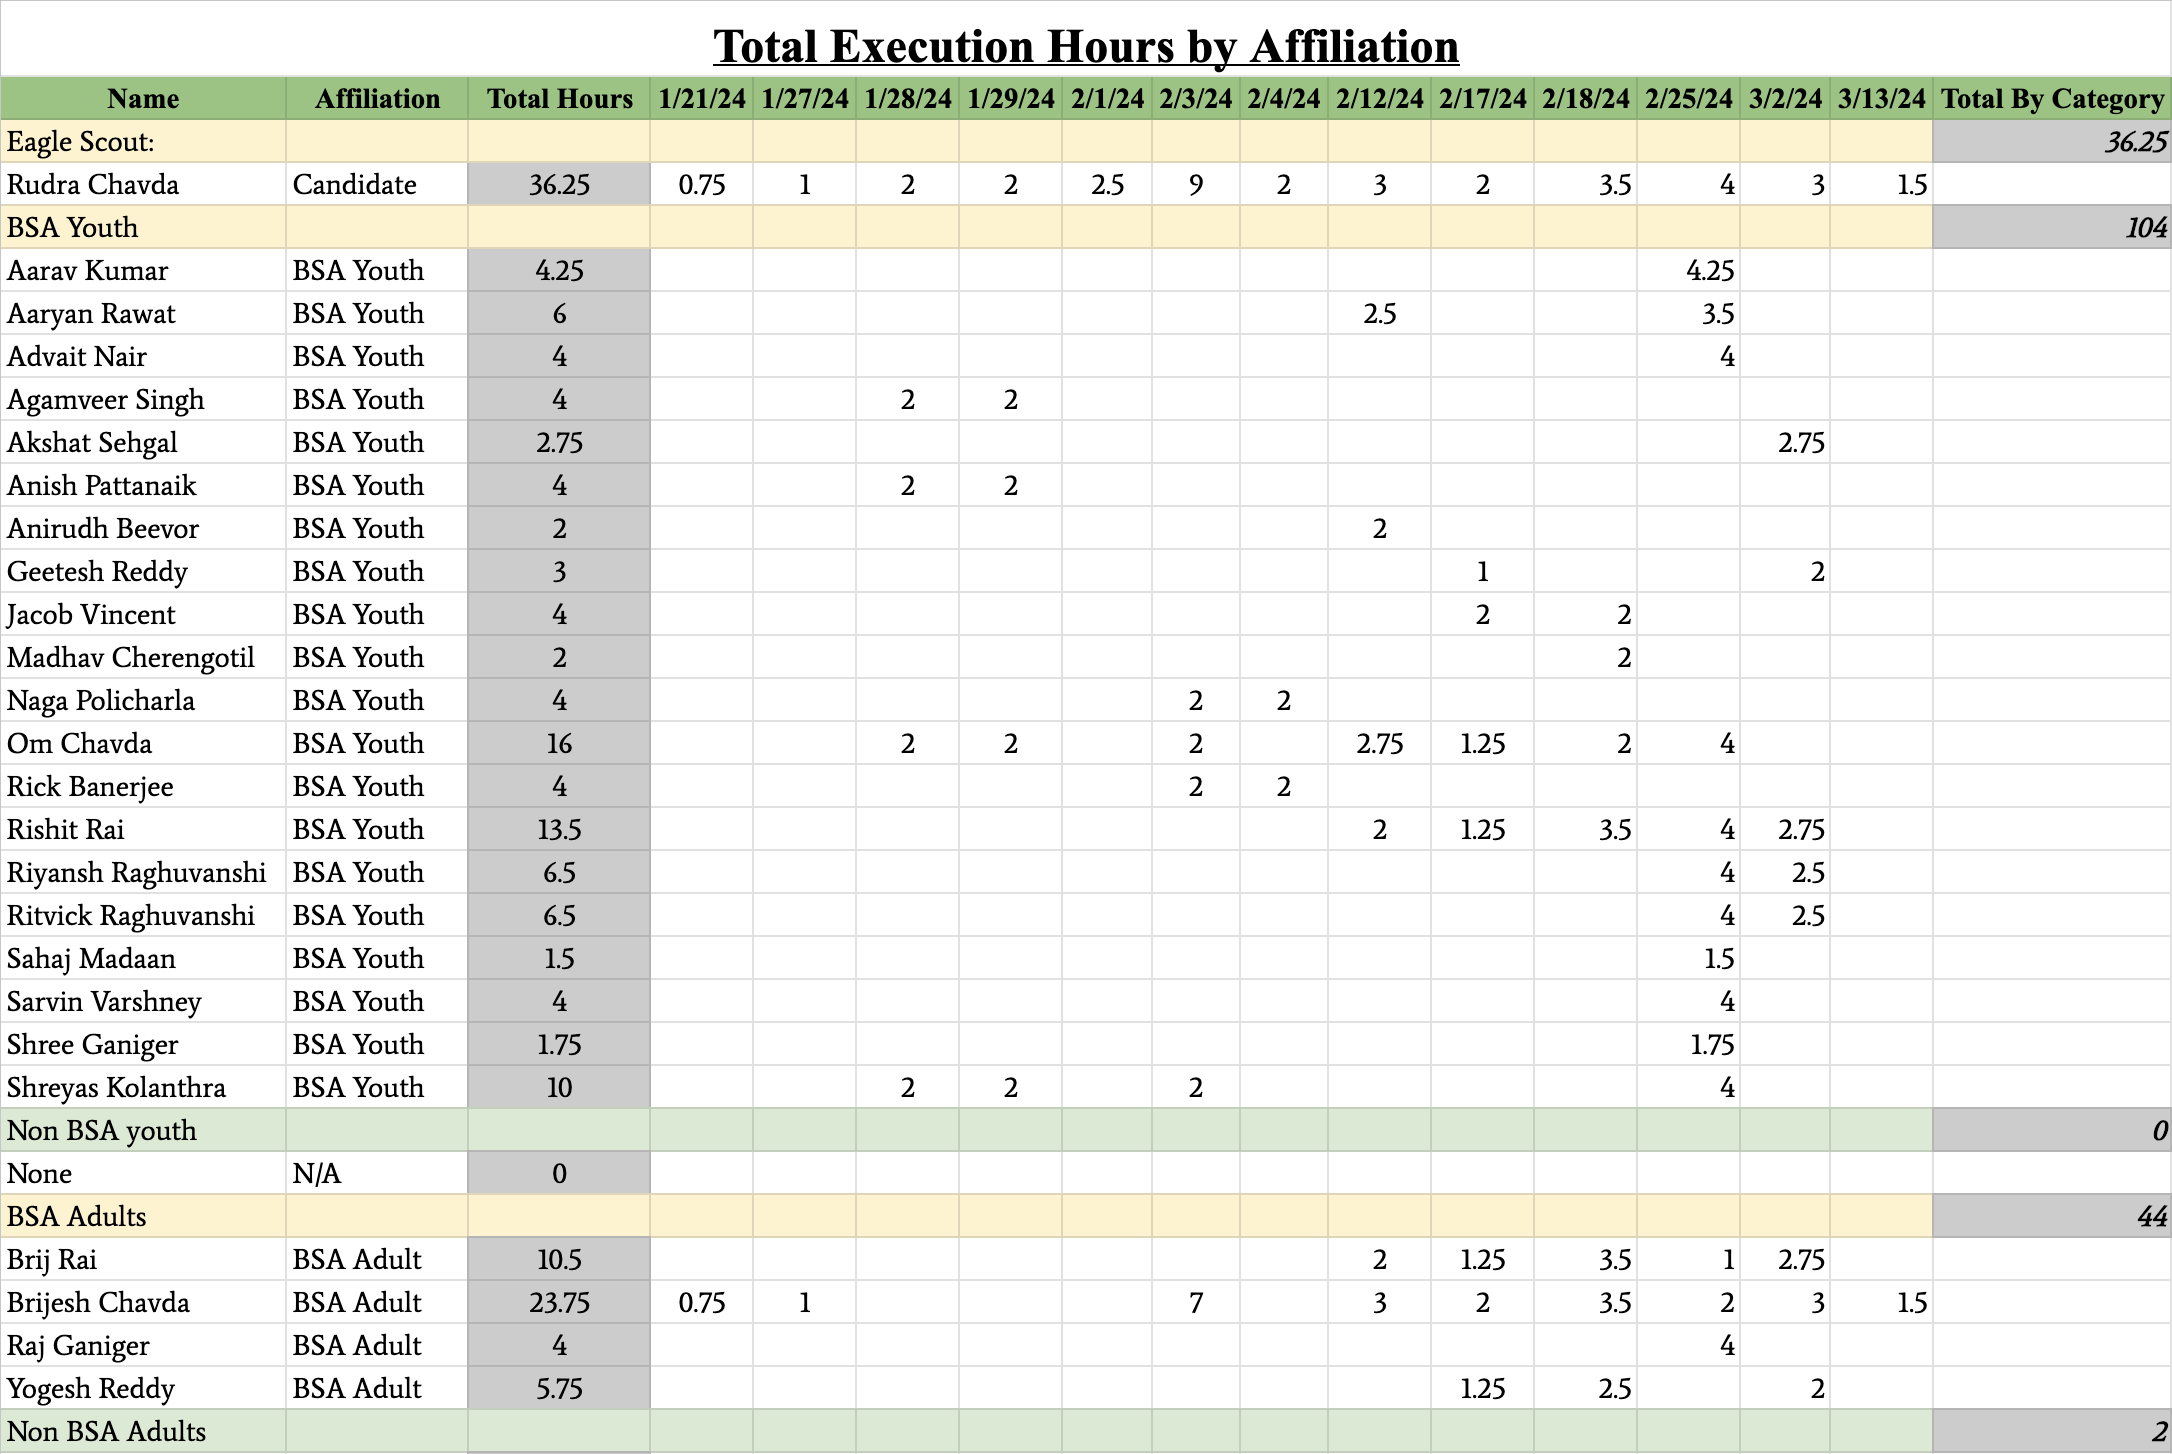 Total Execution Hours by Affiliation
Name Affiliation Total Hours 1/21/24 1/27/24 1/28/24 1/29/24 2/1/24 2/3/24 2/4/24 2/12/24 2/17/24 2/18/24 2/25/24 3/2/24 3/13/24 Total By Category
Eagle Scout: 36.25
Rudra Chavda Candidate 36.25 0.75 1 2 2 2.5 9 2 3 2 3.5 4 3 1.5
BSA Youth 104
Aarav Kumar BSA Youth 4.25 4.25
Aaryan Rawat BSA Youth 6 2.5 3.5
Advait Nair BSA Youth 4 4
Agamveer Singh BSA Youth 4 2 2
Akshat Sehgal BSA Youth 2.75 2.75
Anish Pattanaik BSA Youth 4 2 2
Anirudh Beevor BSA Youth 2 2
Geetesh Reddy BSA Youth 3 1 2
Jacob Vincent BSA Youth 4 2 2
Madhav Cherengotil BSA Youth 2 2
Naga Policharla BSA Youth 4 2 2
Om Chavda BSA Youth 16 2 2 2 2.75 1.25 2 4
Rick Banerjee BSA Youth 4 2 2
Rishit Rai BSA Youth 13.5 2 1.25 3.5 4 2.75
Riyansh Raghuvanshi BSA Youth 6.5 4 2.5
Ritvick Raghuvanshi BSA Youth 6.5 4 2.5
Sahaj Madaan BSA Youth 1.5 1.5
Sarvin Varshney BSA Youth 4 4
Shree Ganiger BSA Youth 1.75 1.75
Shreyas Kolanthra BSA Youth 10 2 2 2 4
Non BSA youth 0
None N/A 0
BSA Adults 44
Brij Rai BSA Adult 10.5 2 1.25 3.5 1 2.75
Brijesh Chavda BSA Adult 23.75 0.75 1 7 3 2 3.5 2 3 1.5
Raj Ganiger BSA Adult 4 4
Yogesh Reddy BSA Adult 5.75 1.25 2.5 2
Non BSA Adults 2